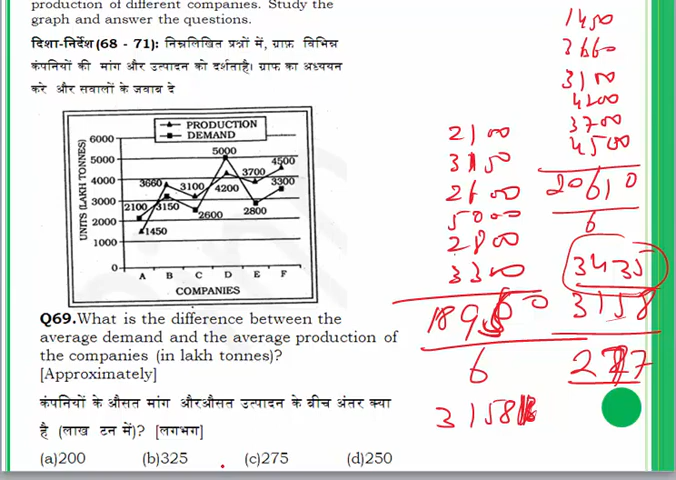 production of different companies. Study the
graph and answer the questions.
दिशा-निर्देश(68 - 71): निम्नलिखित प्रश्नों में, ग्राफ़ विभिन्न
कंपनियों की मांग और उत्पादन को दर्शाता है। ग्राफ का अध्ययन
करे और सवालों के जवाब दे
PRODUCTION
DEMAND
UNITS (LAKH TONNES)
6000
5000
4000
3000
2000
1000
0
2100
1450
3660
3150
3100
2600
5000
4200
3700
2800
4500
3300
A B C D E F
COMPANIES
Q69.What is the difference between the
average demand and the average production of
the companies (in lakh tonnes)?
[Approximately]
कंपनियों के औसत मांग औरऔसत उत्पादन के बीच अंतर क्या
है (लाख टन में)? [लगभग]
(a)200 (b)325 (c)275 (d)250
2100
3150
2600
5000
2800
3300
6
3158
1450
3660
3100
4200
3700
4500
20610
6
3435
3158
277